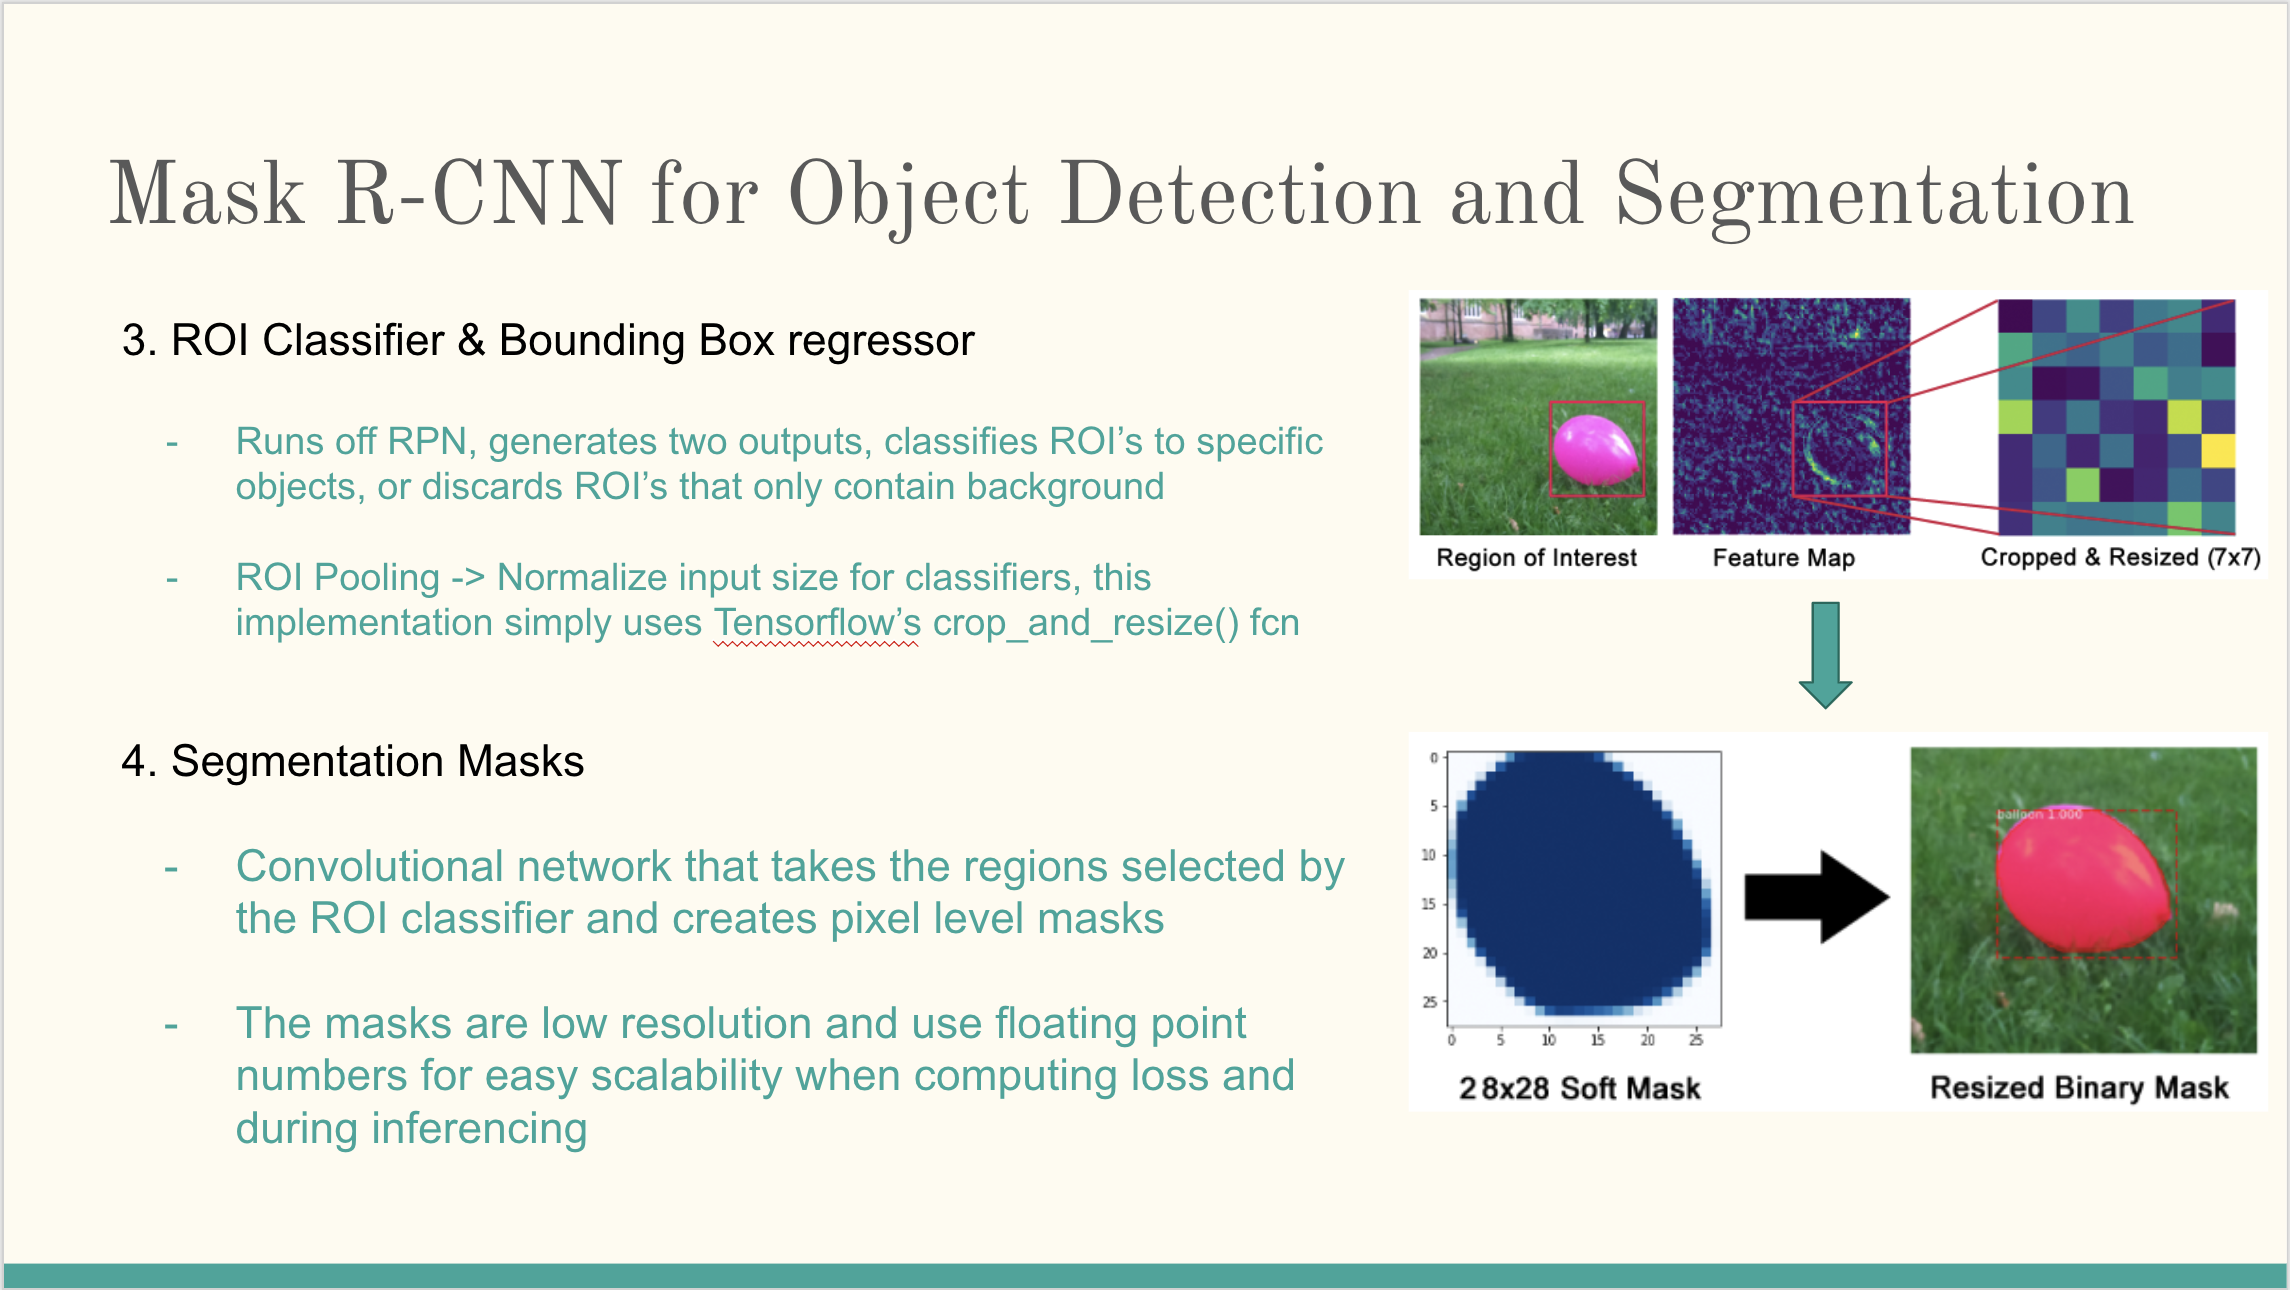 Mask R-CNN for Object Detection and Segmentation
3. ROI Classifier & Bounding Box regressor
- Runs off RPN, generates two outputs, classifies ROI’s to specific
objects, or discards ROI’s that only contain background
- ROI Pooling -> Normalize input size for classifiers, this
implementation simply uses Tensorflow’s crop_and_resize() fcn
4. Segmentation Masks
- Convolutional network that takes the regions selected by
the ROI classifier and creates pixel level masks
- The masks are low resolution and use floating point
numbers for easy scalability when computing loss and
during inferencing
Region of Interest
Feature Map
Cropped & Resized (7x7)
0
5
10
15
20
25
0 5 10 15 20 25
28x28 Soft Mask
balloon 1.000
Resized Binary Mask